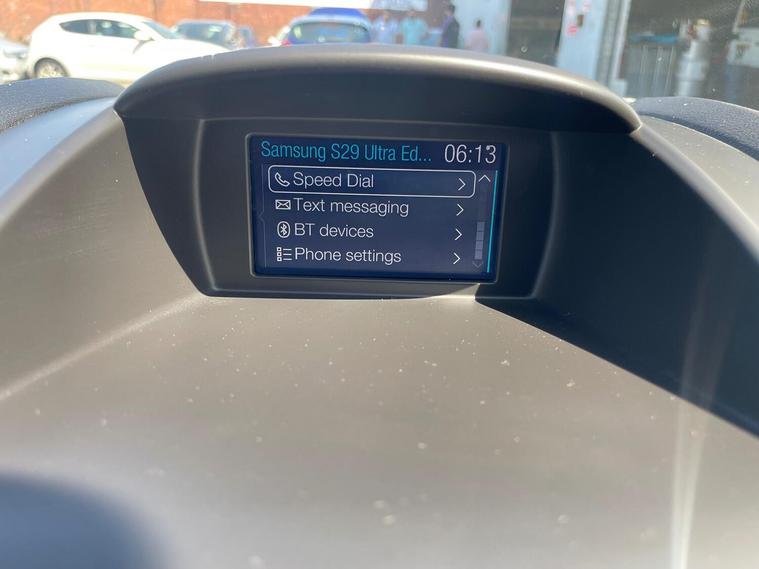 Samsung S29 Ultra Ed... 06:13
Speed Dial
Text messaging
BT devices
Phone settings